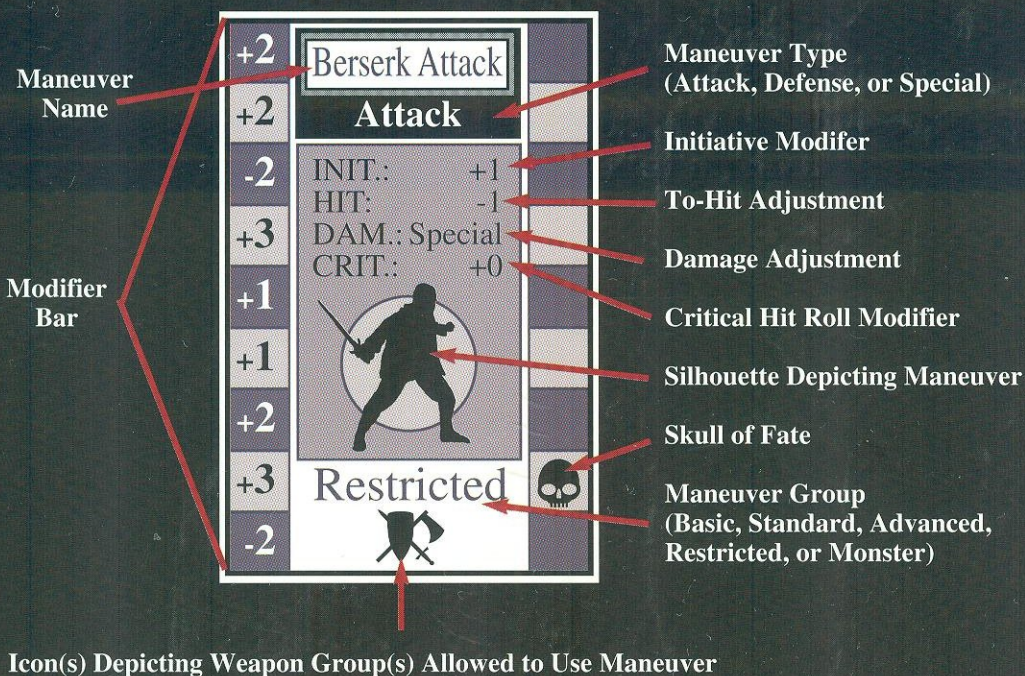 Maneuver
Name
Modifier
Bar
+2
+2
-2
+3
+1
+1
+2
+3
-2
Berserk Attack
Attack
INIT.: +1
HIT: -1
DAM.: Special
CRIT.: +0
Restricted
Maneuver Type
(Attack, Defense, or Special)
Initiative Modifer
To-Hit Adjustment
Damage Adjustment
Critical Hit Roll Modifier
Silhouette Depicting Maneuver
Skull of Fate
Maneuver Group
(Basic, Standard, Advanced,
Restricted, or Monster)
Icon(s) Depicting Weapon Group(s) Allowed to Use Maneuver